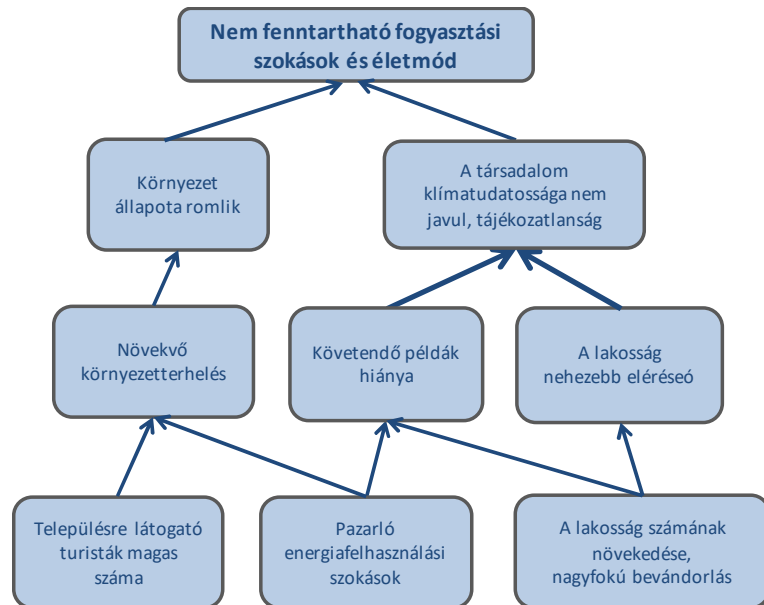 Nem fenntartható fogyasztási
szokások és életmód
Környezet
állapota romlik
A társadalom
klímatudatossága nem
javul, tájékozatlanság
Növekvő
környezetterhelés
Követendő példák
hiánya
A lakosság
nehezebb eléréseó
Településre látogató
turisták magas
száma
Pazarló
energiafelhasználási
szokások
A lakosság számának
növekedése,
nagyfokú bevándorlás